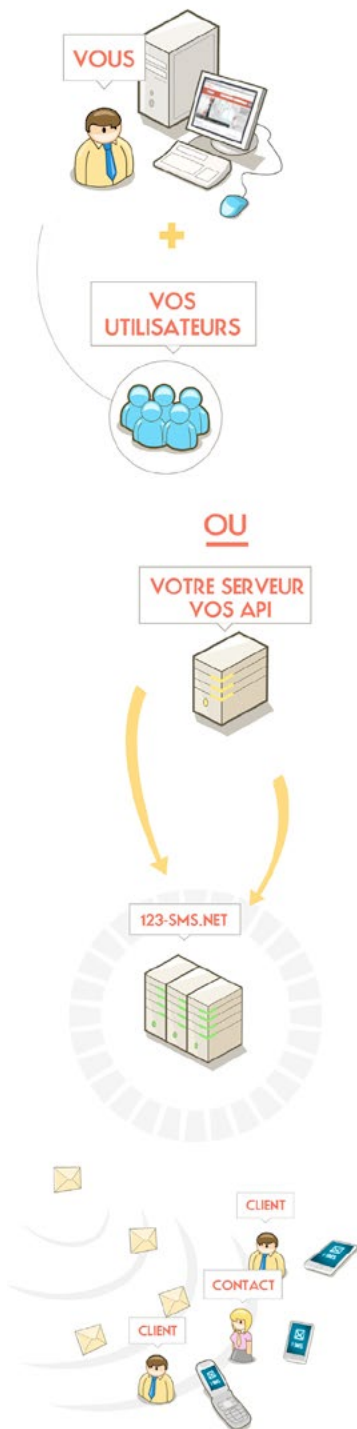 VOUS
+
VOS
UTILISATEURS
OU
VOTRE SERVEUR
VOS API
123-SMS.NET
CLIENT
CONTACT
CLIENT